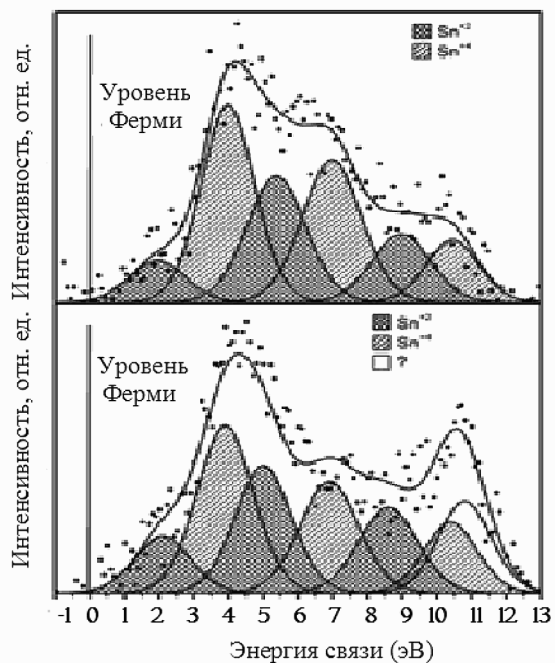 Sn⁺²
Sn⁺⁴
Уровень
Ферми
Интенсивность, отн. ед.
Sn⁺²
Sn⁺⁴
?
Уровень
Ферми
Интенсивность, отн. ед.
-1 0 1 2 3 4 5 6 7 8 9 10 11 12 13
Энергия связи (эВ)